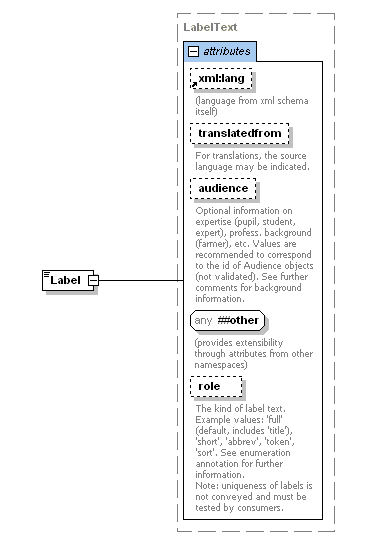 LabelText
attributes
xml:lang
(language from xml schema
itself)
translatedfrom
For translations, the source
language may be indicated.
audience
Optional information on
expertise (pupil, student,
expert), profess. background
(farmer), etc. Values are
recommended to correspond
to the id of Audience objects
(not validated). See further
comments for background
information.
Label
any ##other
(provides extensibility
through attributes from other
namespaces)
role
The kind of label text.
Example values: 'full'
(default, includes 'title'),
'short', 'abbrev', 'token',
'sort'. See enumeration
annotation for further
information.
Note: uniqueness of labels is
not conveyed and must be
tested by consumers.